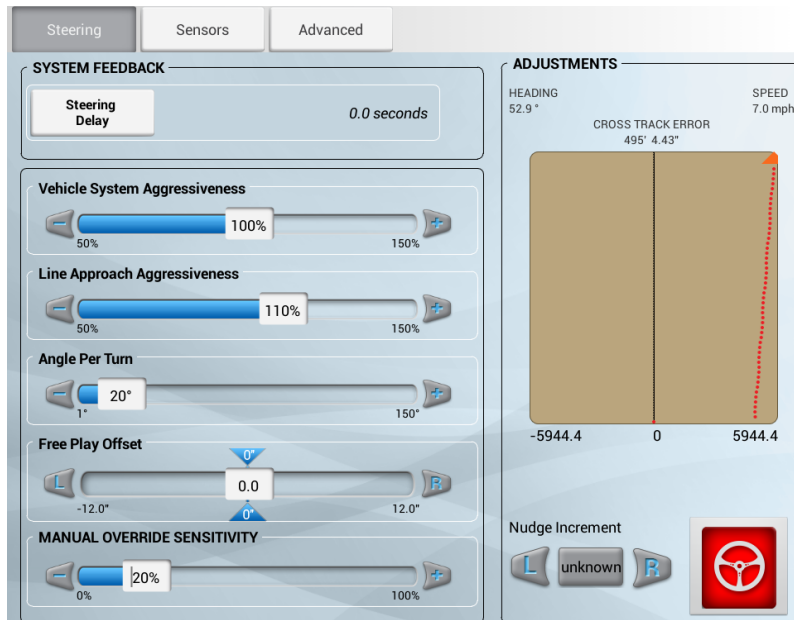 Steering
Sensors
Advanced
SYSTEM FEEDBACK
Steering
Delay
0.0 seconds
Vehicle System Aggressiveness
100%
50%
150%
Line Approach Aggressiveness
110%
50%
150%
Angle Per Turn
20°
1°
150°
Free Play Offset
0"
L
0.0
R
-12.0"
12.0"
0"
MANUAL OVERRIDE SENSITIVITY
20%
0%
100%
ADJUSTMENTS
HEADING
52.9 °
SPEED
7.0 mph
CROSS TRACK ERROR
495' 4.43"
-5944.4
0
5944.4
Nudge Increment
L
unknown
R